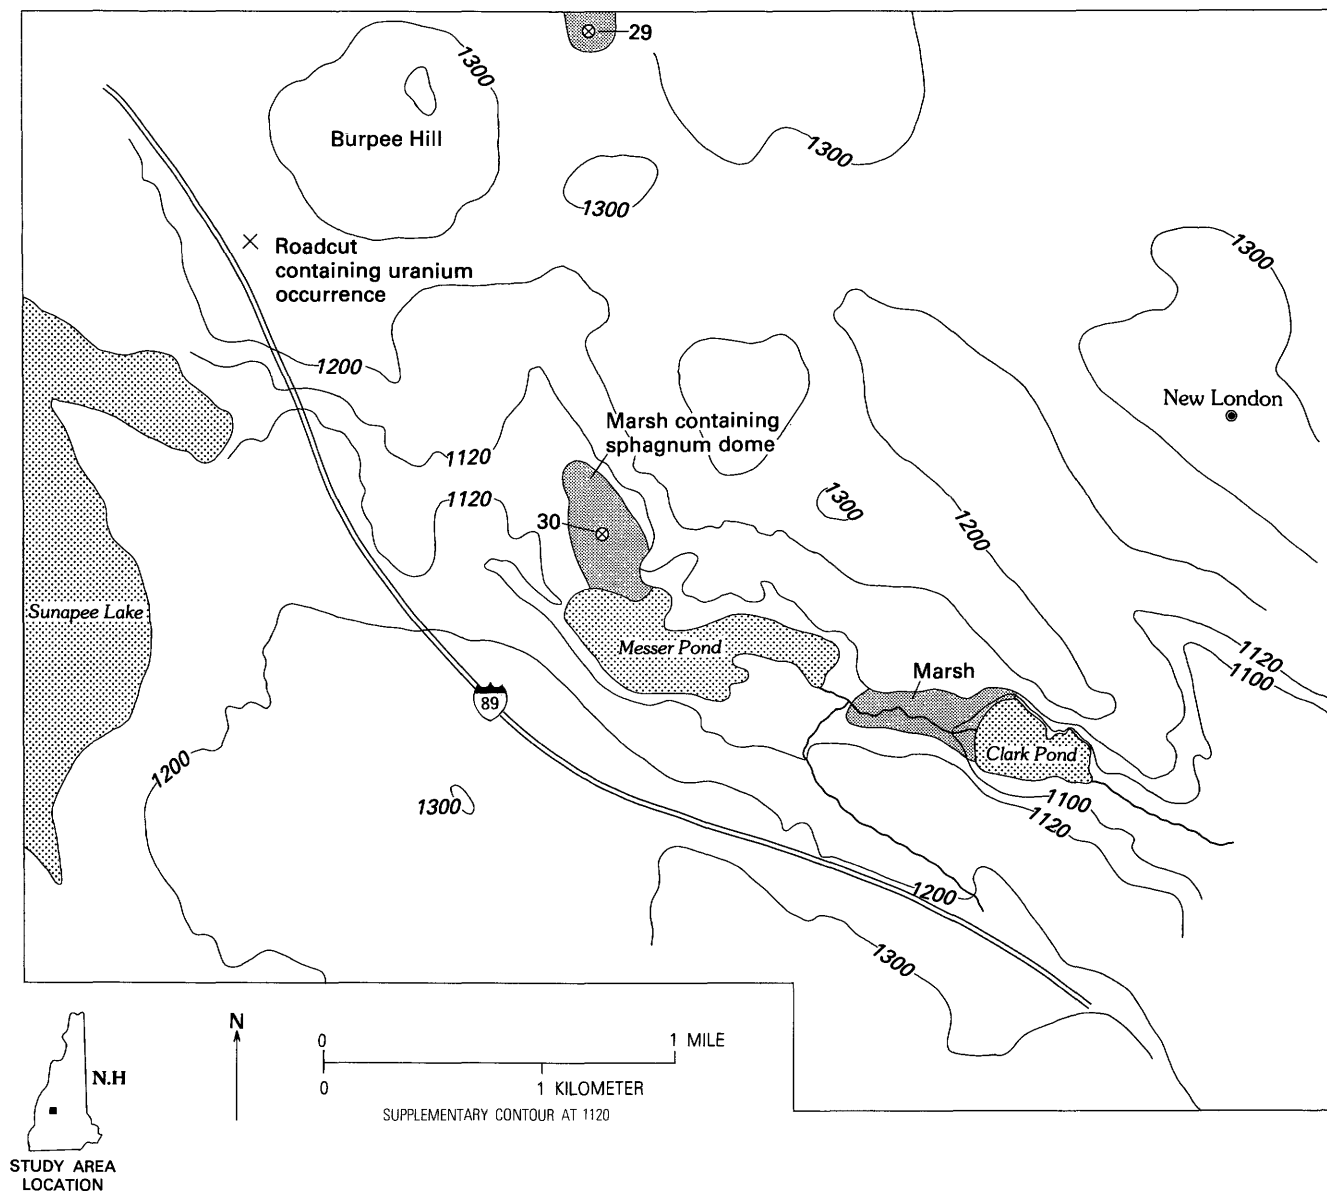 29
1300
Burpee Hill
1300
1300
1300
Roadcut
containing uranium
occurrence
1200
New London
Marsh containing
sphagnum dome
1120
1120
1300
1200
30
Sunapee Lake
Messer Pond
1120
1100
Marsh
89
Clark Pond
1200
1300
1100
1120
1200
1300
N
0
1 MILE
0
1 KILOMETER
SUPPLEMENTARY CONTOUR AT 1120
N.H
STUDY AREA
LOCATION